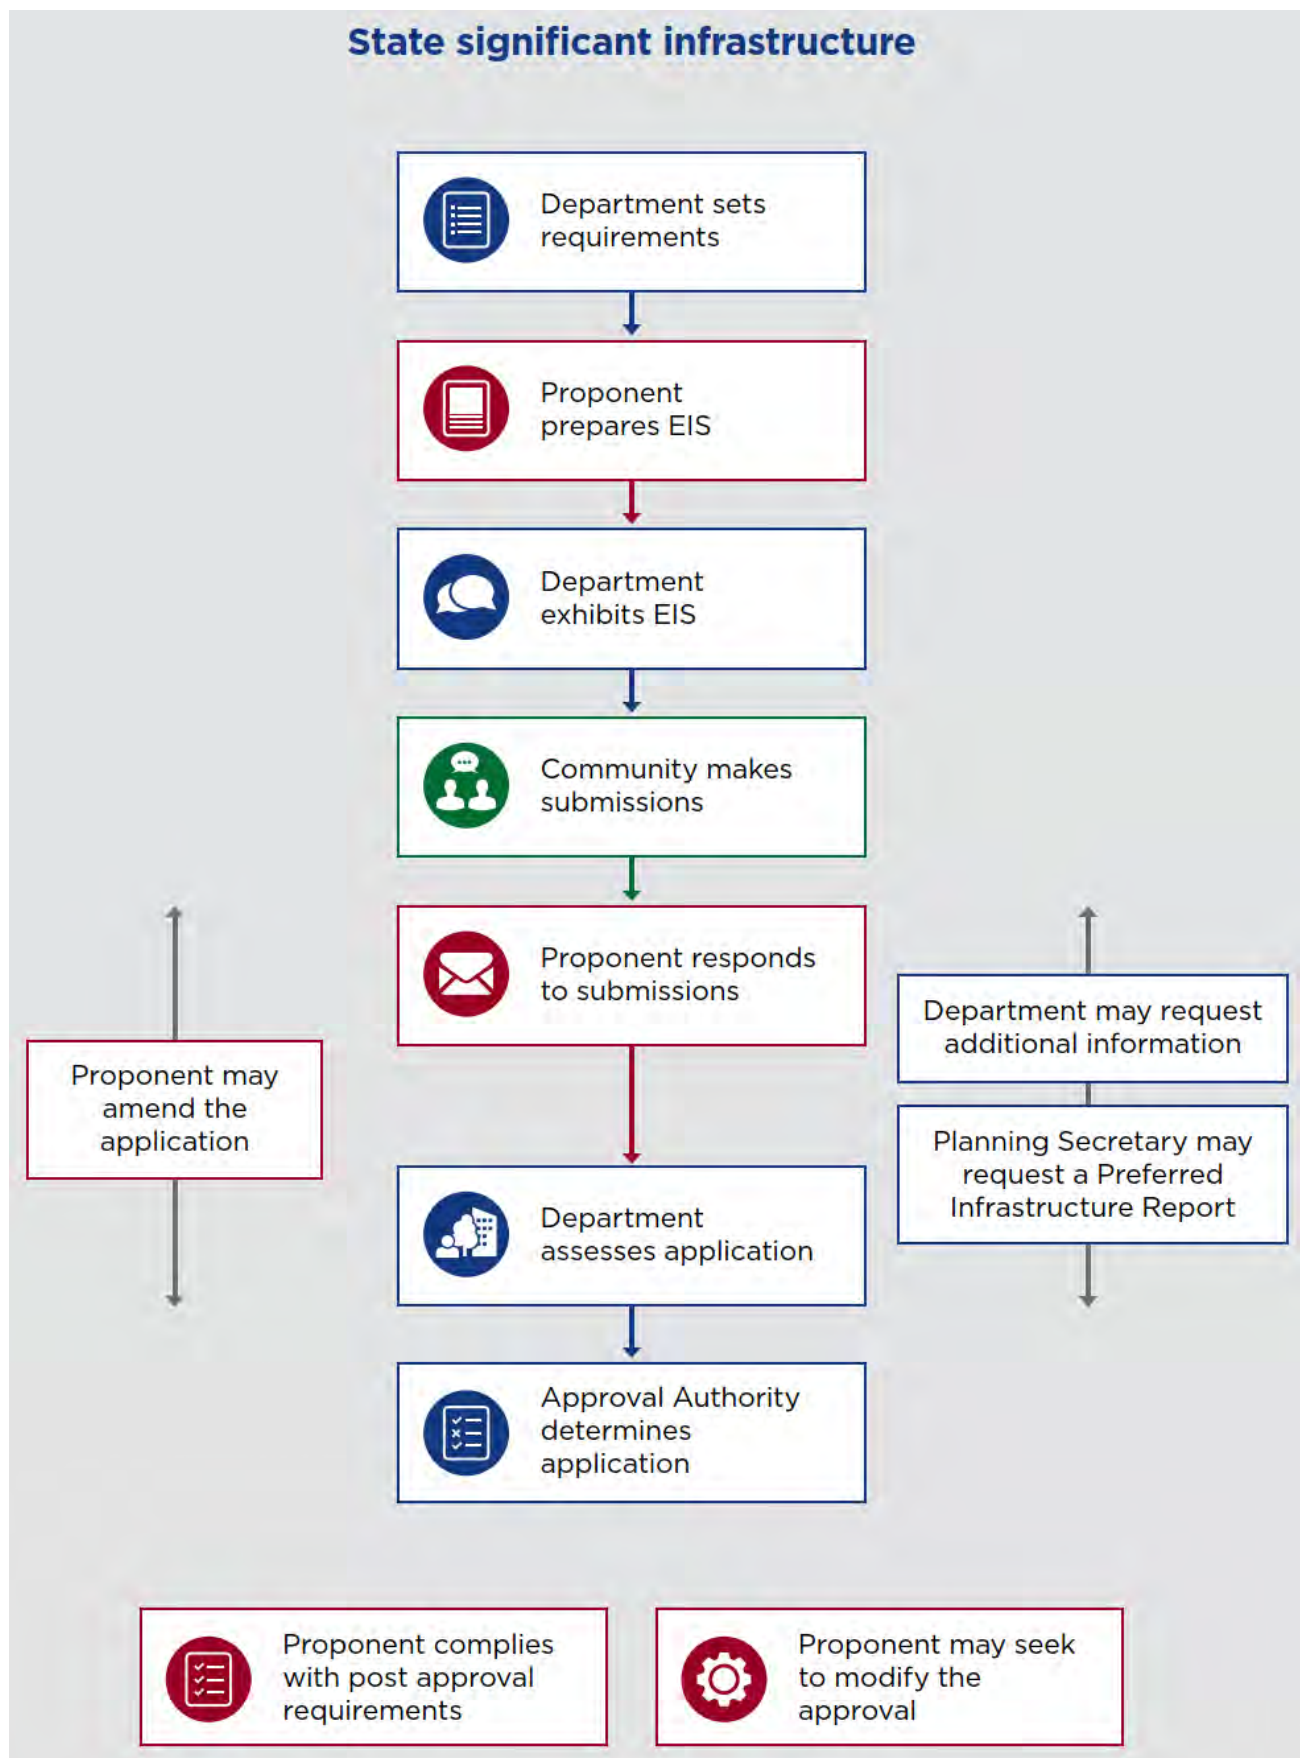 State significant infrastructure
Department sets
requirements
Proponent
prepares EIS
Department
exhibits EIS
Community makes
submissions
Proponent responds
to submissions
Department may request
additional information
Proponent may
amend the
application
Planning Secretary may
request a Preferred
Infrastructure Report
Department
assesses application
Approval Authority
determines
application
Proponent complies
with post approval
requirements
Proponent may seek
to modify the
approval